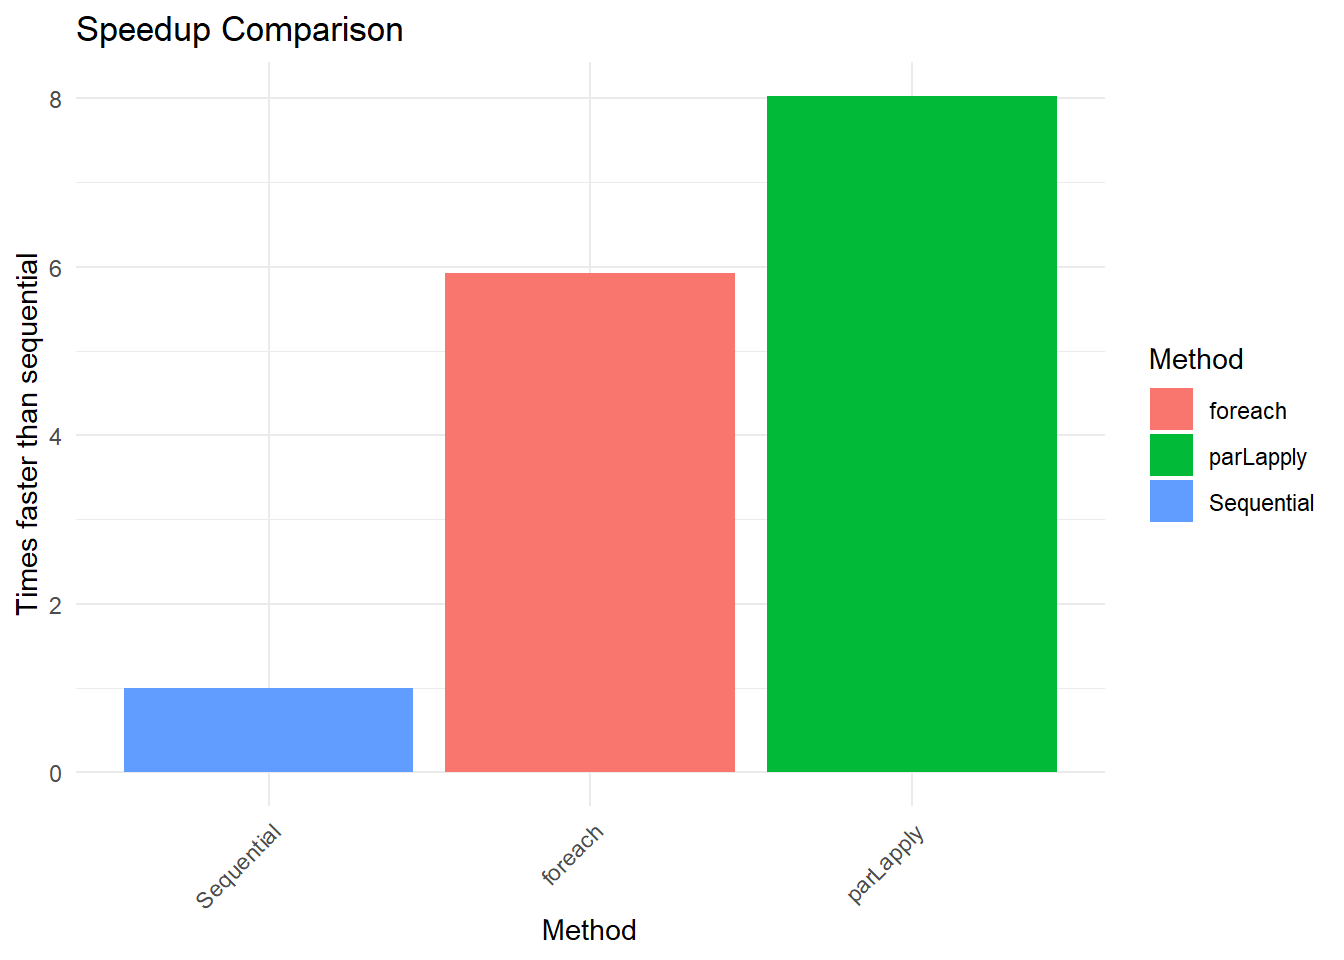 Speedup Comparison
Times faster than sequential
8
6
4
2
0
Sequential
foreach
parLapply
Method
Method
foreach
parLapply
Sequential